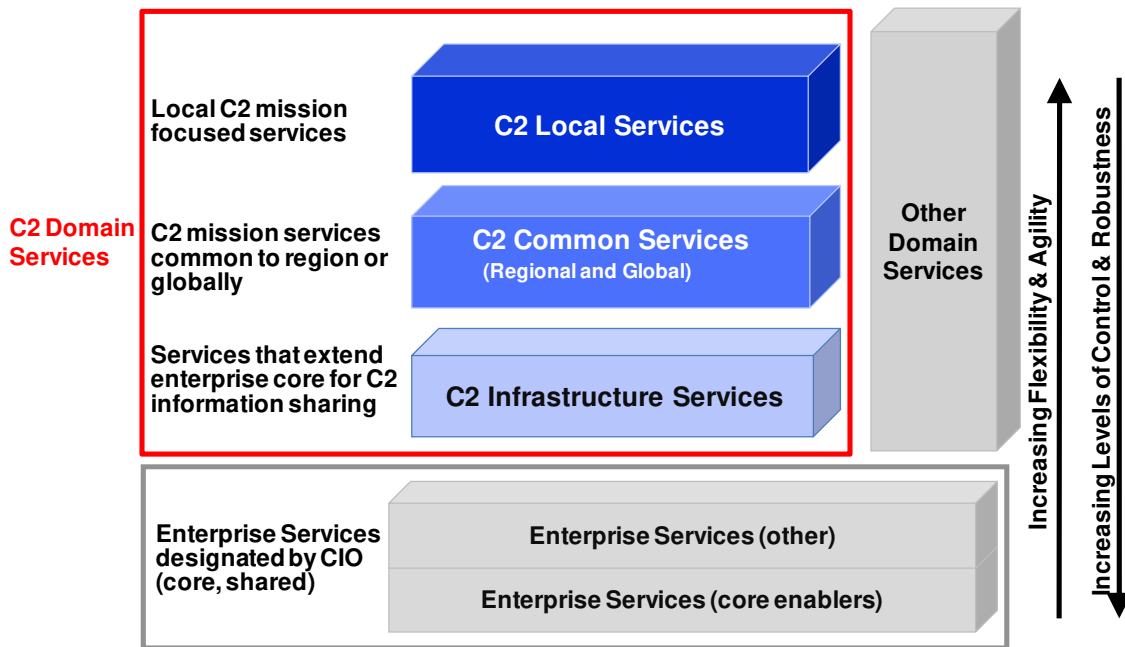 Local C2 mission
focused services
C2 Local Services
C2 Domain
Services
C2 mission services
common to region or
globally
C2 Common Services
(Regional and Global)
Services that extend
enterprise core for C2
information sharing
C2 Infrastructure Services
Other
Domain
Services
Enterprise Services
designated by CIO
(core, shared)
Enterprise Services (other)
Enterprise Services (core enablers)
Increasing Flexibility & Agility
Increasing Levels of Control & Robustness